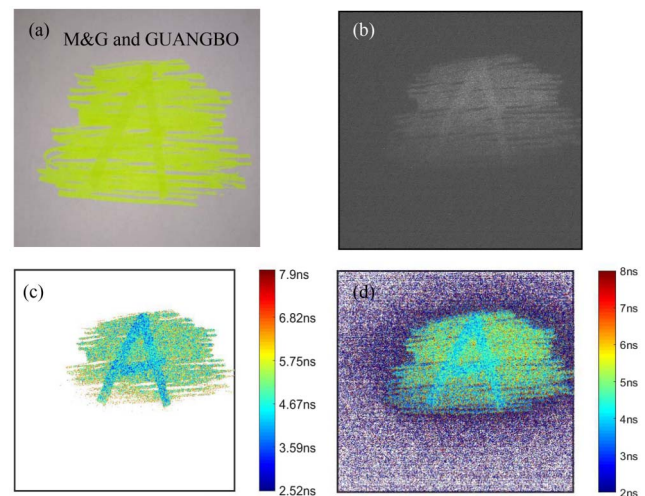 (a)
M&G and GUANGBO
(b)
A
A
(c)
7.9ns
6.82ns
5.75ns
4.67ns
3.59ns
2.52ns
A
(d)
8ns
7ns
6ns
5ns
4ns
3ns
2ns
A